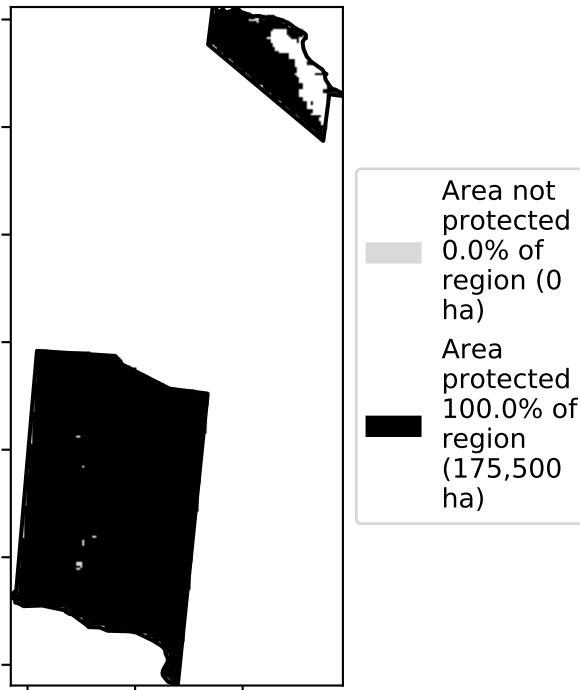 Area not
protected
0.0% of
region (0
ha)
Area
protected
100.0% of
region
(175,500
ha)